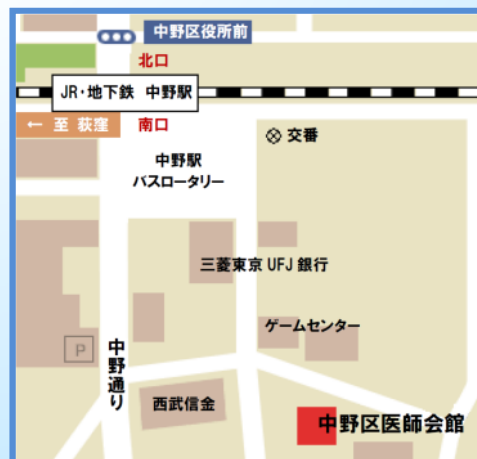 中野区役所前
北口
JR・地下鉄 中野駅
← 至 荻窪
南口
交番
中野駅
バスロータリー
三菱東京 UFJ 銀行
ゲームセンター
P
中野通り
西武信金
中野区医師会館